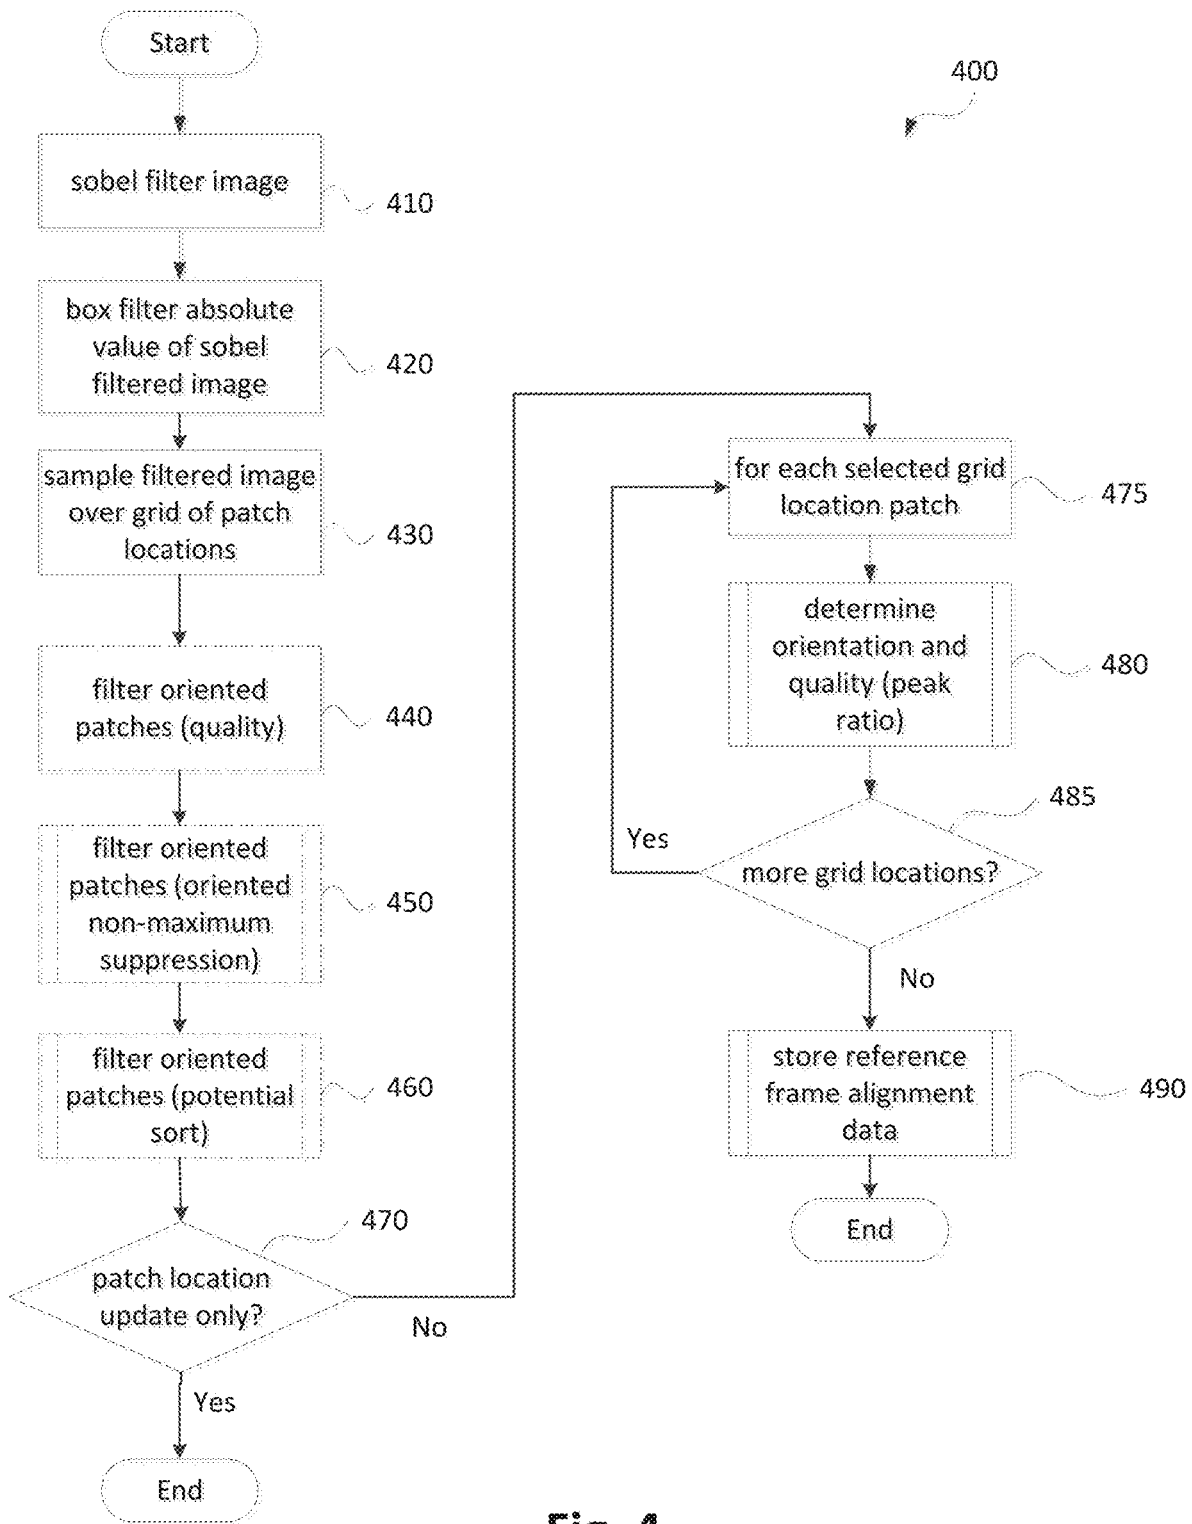 Start
400
sobel filter image
410
box filter absolute
value of sobel
filtered image
420
sample filtered image
over grid of patch
locations
430
filter oriented
patches (quality)
440
filter oriented
patches (oriented
non-maximum
suppression)
450
filter oriented
patches (potential
sort)
460
patch location
update only?
470
No
Yes
End
for each selected grid
location patch
475
determine
orientation and
quality (peak
ratio)
480
more grid locations?
485
Yes
No
store reference
frame alignment
data
490
End
Fig. 4